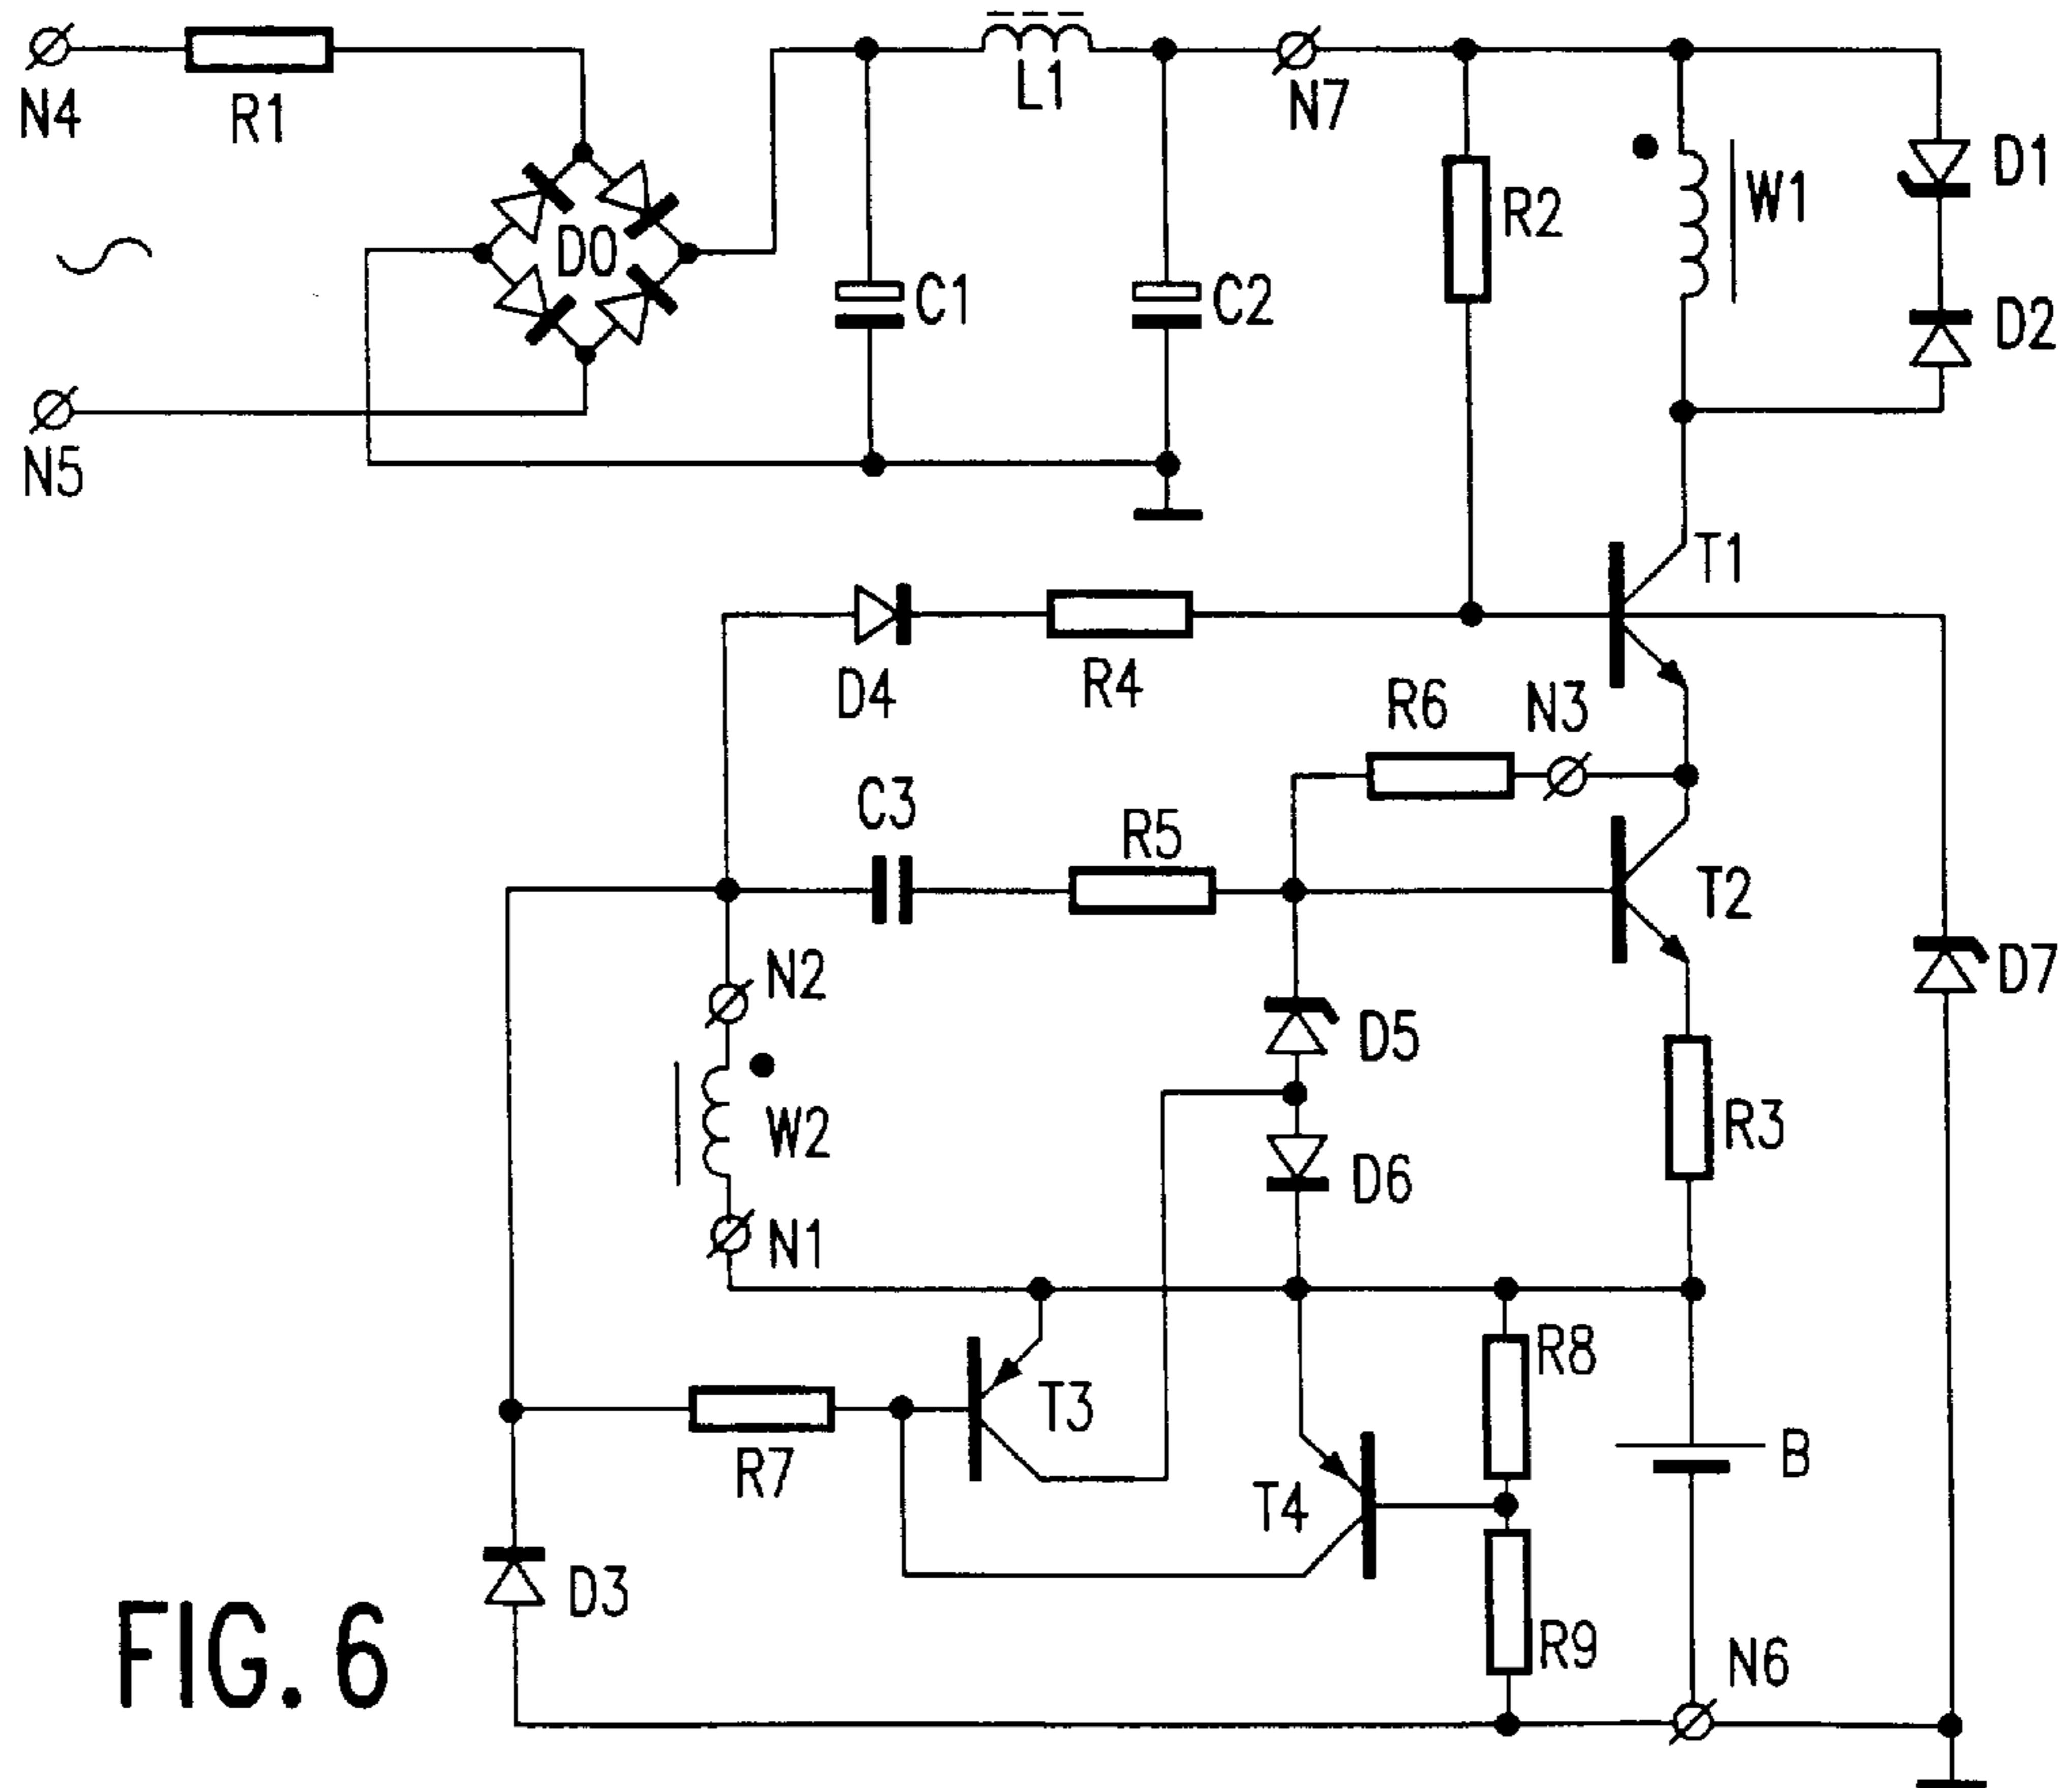 N4
R1
L1
N7
D1
R2
W1
D0
C1
C2
D2
N5
T1
D4
R4
R6
N3
C3
R5
T2
N2
D5
D7
W2
R3
D6
N1
R8
T3
R7
B
T4
D3
R9
N6
FIG. 6